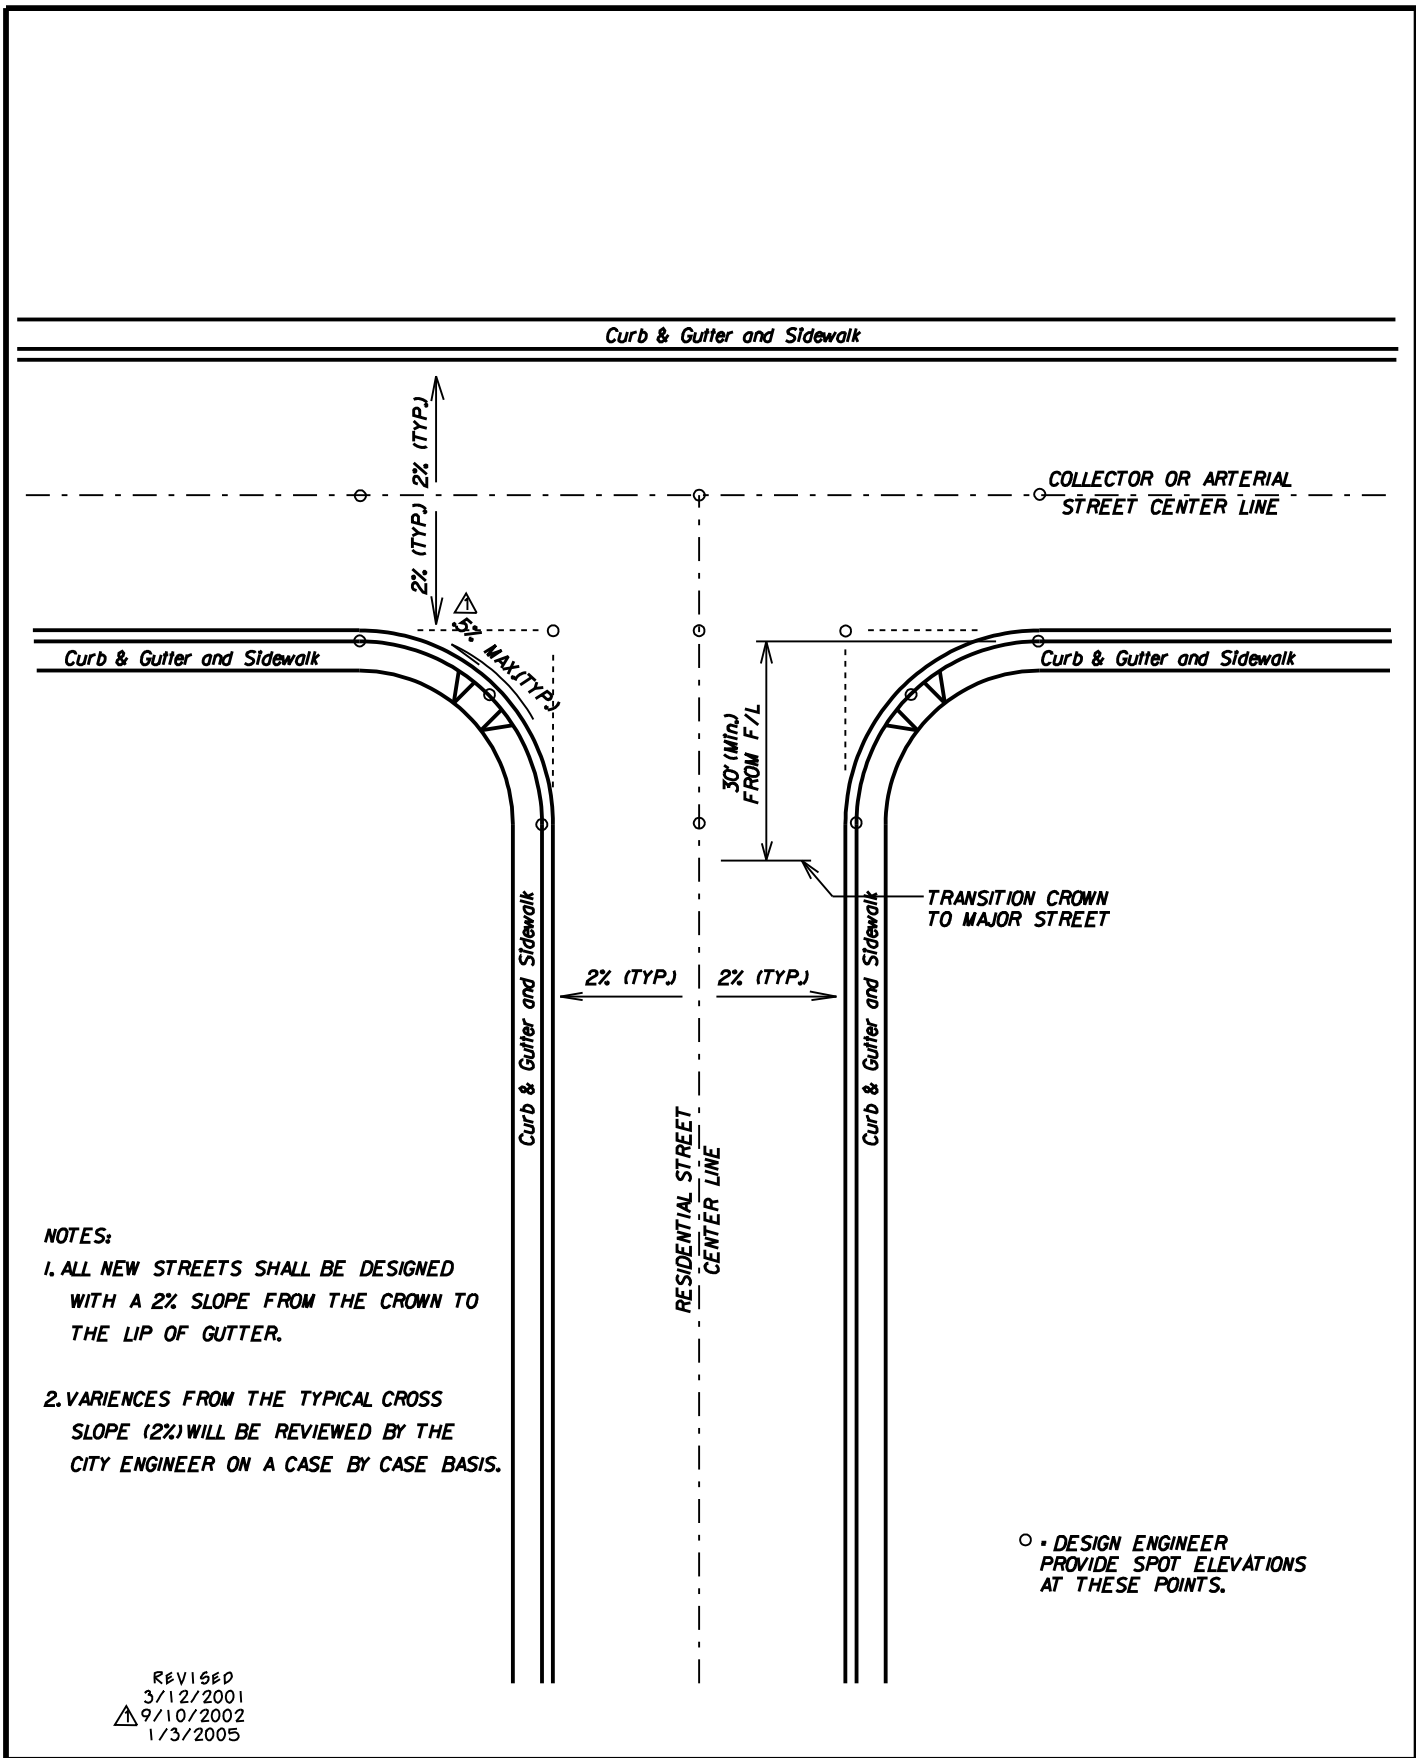 Curb & Gutter and Sidewalk
2% (TYP.)
COLLECTOR OR ARTERIAL
STREET CENTER LINE
2% (TYP.)
1
.5% MAX.(TYP.)
Curb & Gutter and Sidewalk
Curb & Gutter and Sidewalk
30' (Min.)
FROM F/L
TRANSITION CROWN
TO MAJOR STREET
Curb & Gutter and Sidewalk
Curb & Gutter and Sidewalk
2% (TYP.)
2% (TYP.)
RESIDENTIAL STREET
CENTER LINE
NOTES:
1. ALL NEW STREETS SHALL BE DESIGNED
WITH A 2% SLOPE FROM THE CROWN TO
THE LIP OF GUTTER.
2. VARIENCES FROM THE TYPICAL CROSS
SLOPE (2%) WILL BE REVIEWED BY THE
CITY ENGINEER ON A CASE BY CASE BASIS.
- DESIGN ENGINEER
PROVIDE SPOT ELEVATIONS
AT THESE POINTS.
REVISED
3/12/2001
1 9/10/2002
1/3/2005